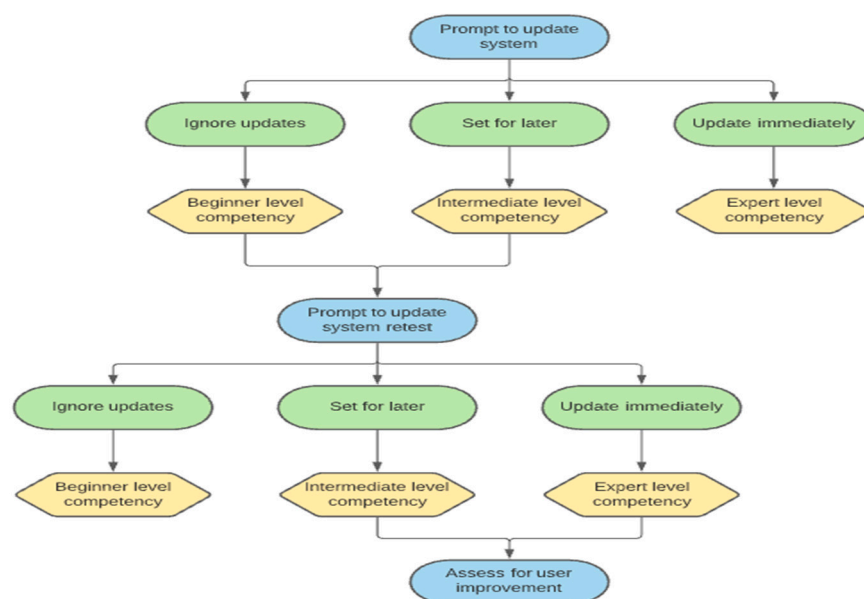 Prompt to update
system
Ignore updates
Set for later
Update immediately
Beginner level
competency
Intermediate level
competency
Expert level
competency
Prompt to update
system retest
Ignore updates
Set for later
Update immediately
Beginner level
competency
Intermediate level
competency
Expert level
competency
Assess for user
improvement